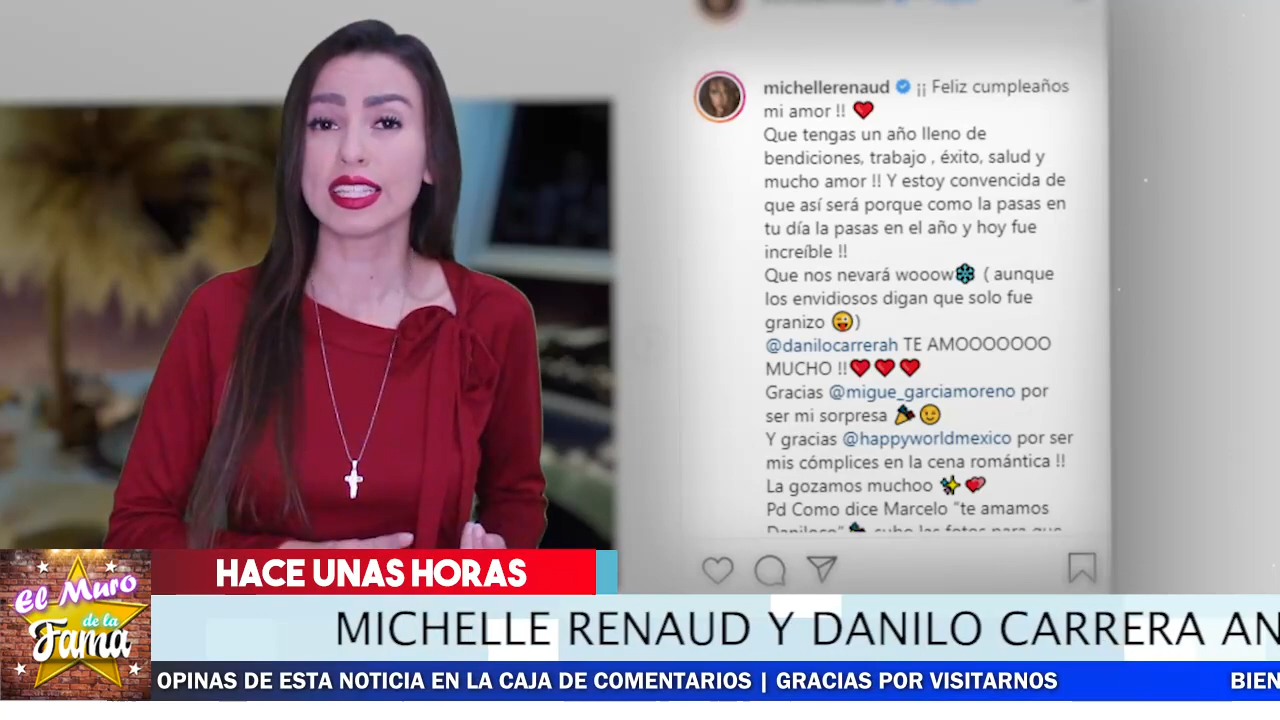 michellerenaud ¡¡ Feliz cumpleaños
mi amor !! ❤️
Que tengas un año lleno de
bendiciones, trabajo , éxito, salud y
mucho amor !! Y estoy convencida de
que así será porque como la pasas en
tu día la pasas en el año y hoy fue
increíble !!
Que nos nevará wooow❄️ ( aunque
los envidiosos digan que solo fue
granizo 😜)
@danilocarrerah TE AMOOOOOOO
MUCHO !!❤️❤️❤️
Gracias @migue_garciamoreno por
ser mi sorpresa 🎉😉
Y gracias @happyworldmexico por ser
mis cómplices en la cena romántica !!
La gozamos muchoo ✨💕
Pd Como dice Marcelo "te amamos
HACE UNAS HORAS
El Muro
de la
Fama
MICHELLE RENAUD Y DANILO CARRERA AN
OPINAS DE ESTA NOTICIA EN LA CAJA DE COMENTARIOS | GRACIAS POR VISITARNOS
BIEN